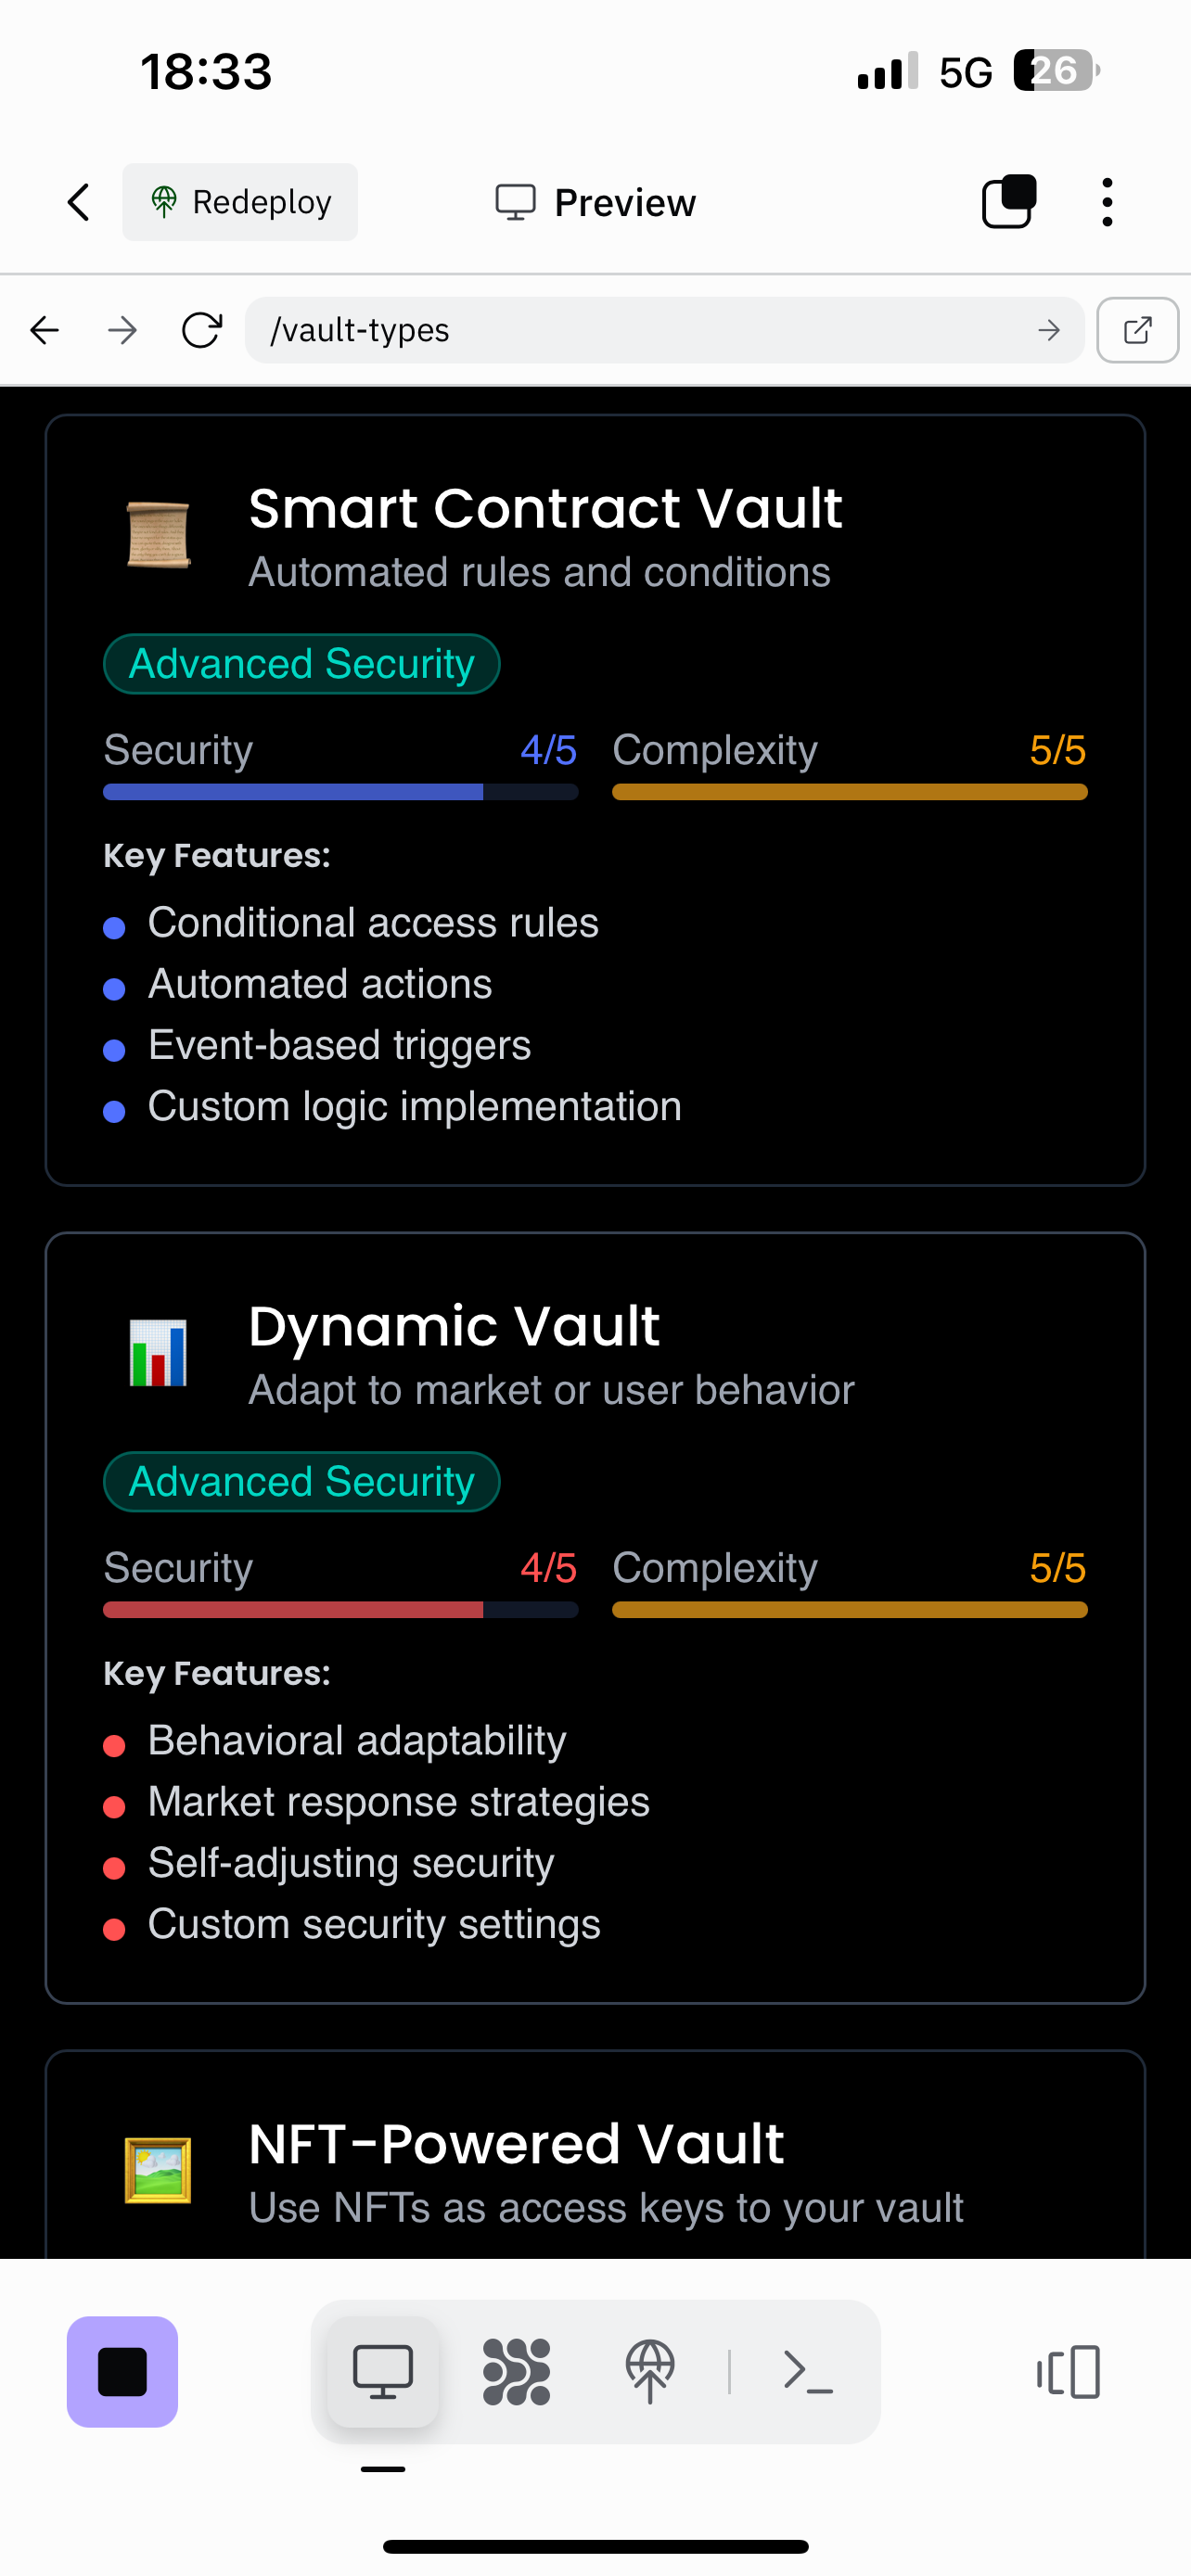 18:33
5G 26
Redeploy
Preview
/vault-types
Smart Contract Vault
Automated rules and conditions
Advanced Security
Security 4/5 Complexity 5/5
Key Features:
Conditional access rules
Automated actions
Event-based triggers
Custom logic implementation
Dynamic Vault
Adapt to market or user behavior
Advanced Security
Security 4/5 Complexity 5/5
Key Features:
Behavioral adaptability
Market response strategies
Self-adjusting security
Custom security settings
NFT-Powered Vault
Use NFTs as access keys to your vault